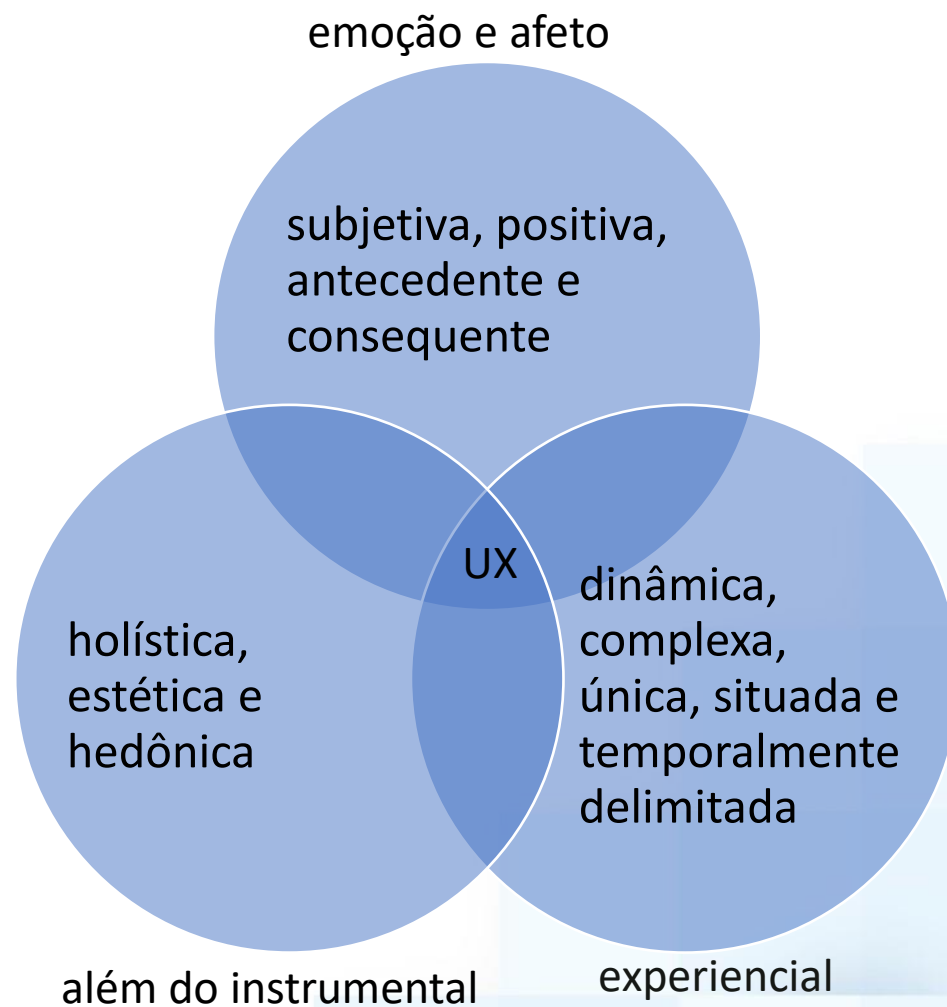 emoção e afeto
subjetiva, positiva,
antecedente e
consequente
UX
holística,
estética e
hedônica
dinâmica,
complexa,
única, situada e
temporalmente
delimitada
além do instrumental
experiencial